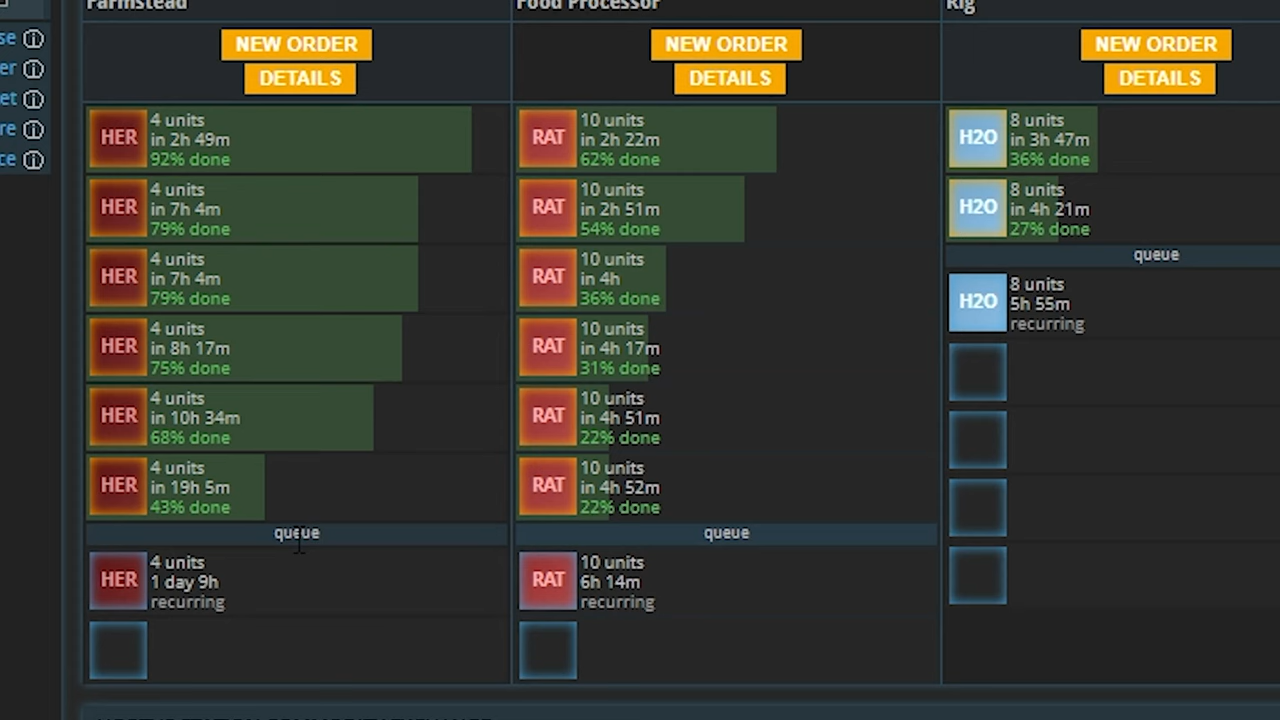 Farmstead
Food Processor
Rig
NEW ORDER
DETAILS
NEW ORDER
DETAILS
NEW ORDER
DETAILS
se
er
et
re
ce
HER
4 units
in 2h 49m
92% done
HER
4 units
in 7h 4m
79% done
HER
4 units
in 7h 4m
79% done
HER
4 units
in 8h 17m
75% done
HER
4 units
in 10h 34m
68% done
HER
4 units
in 19h 5m
43% done
queue
HER
4 units
1 day 9h
recurring
RAT
10 units
in 2h 22m
62% done
RAT
10 units
in 2h 51m
54% done
RAT
10 units
in 4h
36% done
RAT
10 units
in 4h 17m
31% done
RAT
10 units
in 4h 51m
22% done
RAT
10 units
in 4h 52m
22% done
queue
RAT
10 units
6h 14m
recurring
H2O
8 units
in 3h 47m
36% done
H2O
8 units
in 4h 21m
27% done
queue
H2O
8 units
5h 55m
recurring